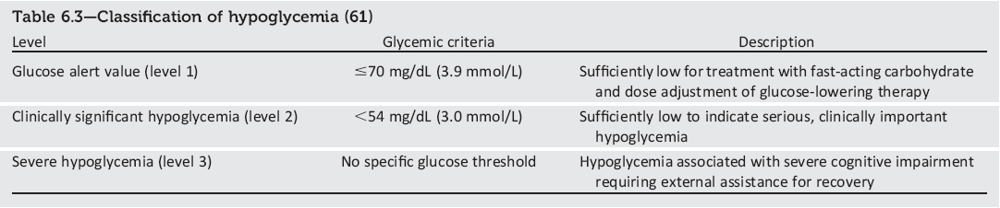 Table 6.3—Classification of hypoglycemia (61)
Level Glycemic criteria Description
Glucose alert value (level 1) ≤70 mg/dL (3.9 mmol/L) Sufficiently low for treatment with fast-acting carbohydrate
and dose adjustment of glucose-lowering therapy
Clinically significant hypoglycemia (level 2) <54 mg/dL (3.0 mmol/L) Sufficiently low to indicate serious, clinically important
hypoglycemia
Severe hypoglycemia (level 3) No specific glucose threshold Hypoglycemia associated with severe cognitive impairment
requiring external assistance for recovery